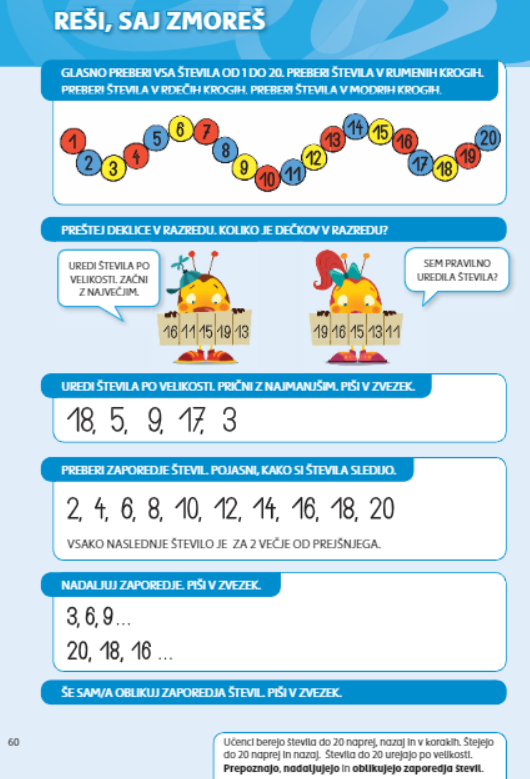 REŠI, SAJ ZMOREŠ
GLASNO PREBERI VSA ŠTEVILA OD 1 DO 20. PREBERI ŠTEVILA V RUMENIH KROGIH.
PREBERI ŠTEVILA V RDEČIH KROGIH. PREBERI ŠTEVILA V MODRIH KROGIH.
1 2 3 4 5 6 7 8 9 10 11 12 13 14 15 16 17 18 19 20
PREŠTEJ DEKLICE V RAZREDU. KOLIKO JE DEČKOV V RAZREDU?
UREDI ŠTEVILA PO
VELIKOSTI. ZAČNI
Z NAJVEČJIM.
16 11 15 19 13
SEM PRAVILNO
UREDILA ŠTEVILA?
19 16 15 13 11
UREDI ŠTEVILA PO VELIKOSTI. PRIČNI Z NAJMANJŠIM. PIŠI V ZVEZEK.
18, 5, 9, 17, 3
PREBERI ZAPOREDJE ŠTEVIL. POJASNI, KAKO SI ŠTEVILA SLEDIJO.
2, 4, 6, 8, 10, 12, 14, 16, 18, 20
VSAKO NASLEDNJE ŠTEVILO JE ZA 2 VEČJE OD PREJŠNJEGA.
NADALJUJ ZAPOREDJE. PIŠI V ZVEZEK.
3, 6, 9 ...
20, 18, 16 ...
ŠE SAM/A OBLIKUJ ZAPOREDJA ŠTEVIL. PIŠI V ZVEZEK.
60
Učenci berejo števila do 20 naprej, nazaj in v korakih. Štejejo
do 20 naprej in nazaj. Števila do 20 urejajo po velikosti.
Prepoznajo, nadaljujejo in oblikujejo zaporedja števil.